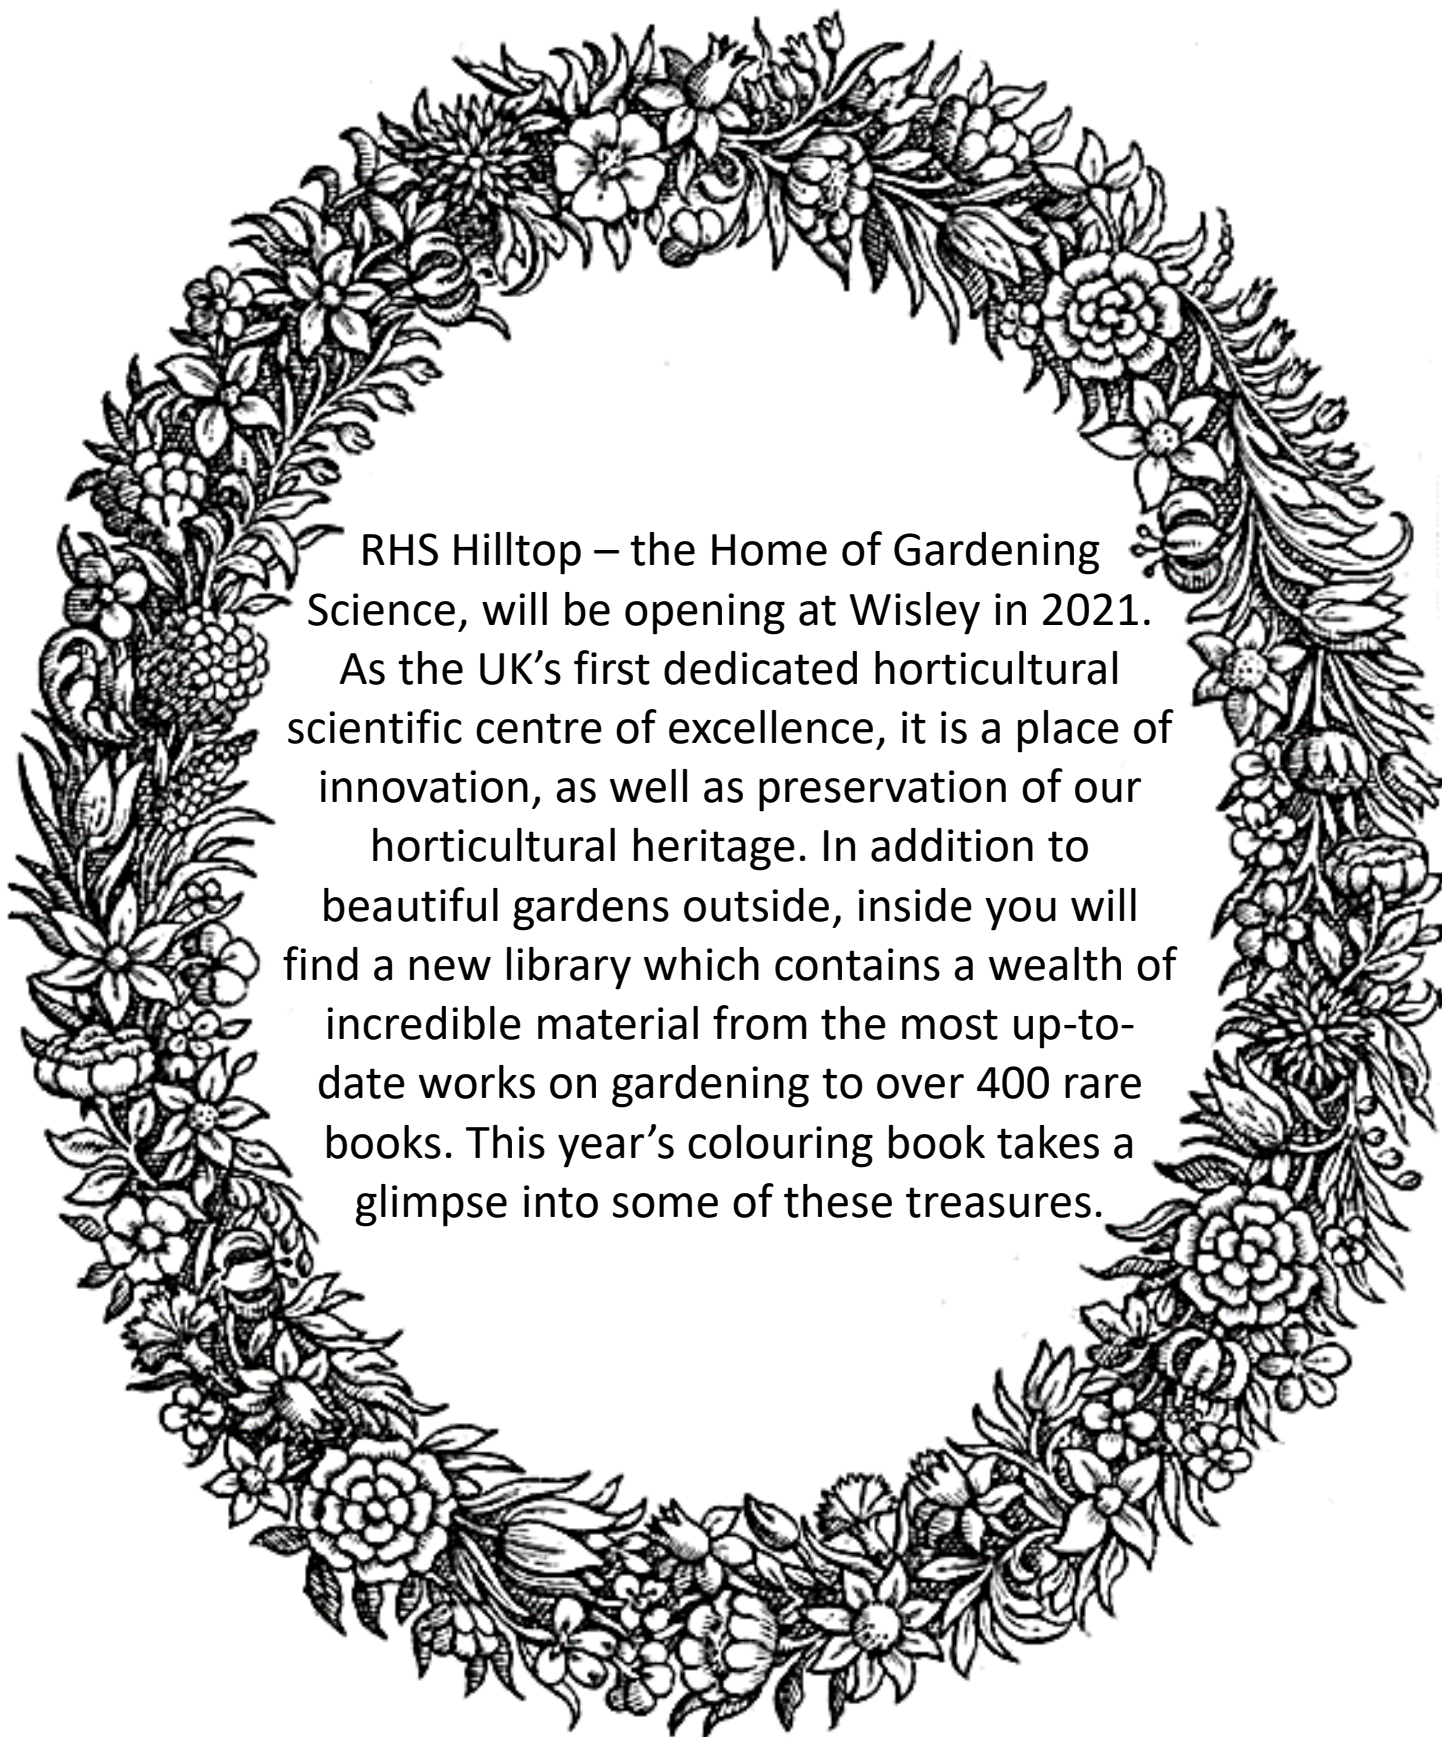 RHS Hilltop – the Home of Gardening
Science, will be opening at Wisley in 2021.
As the UK’s first dedicated horticultural
scientific centre of excellence, it is a place of
innovation, as well as preservation of our
horticultural heritage. In addition to
beautiful gardens outside, inside you will
find a new library which contains a wealth of
incredible material from the most up-to-
date works on gardening to over 400 rare
books. This year’s colouring book takes a
glimpse into some of these treasures.